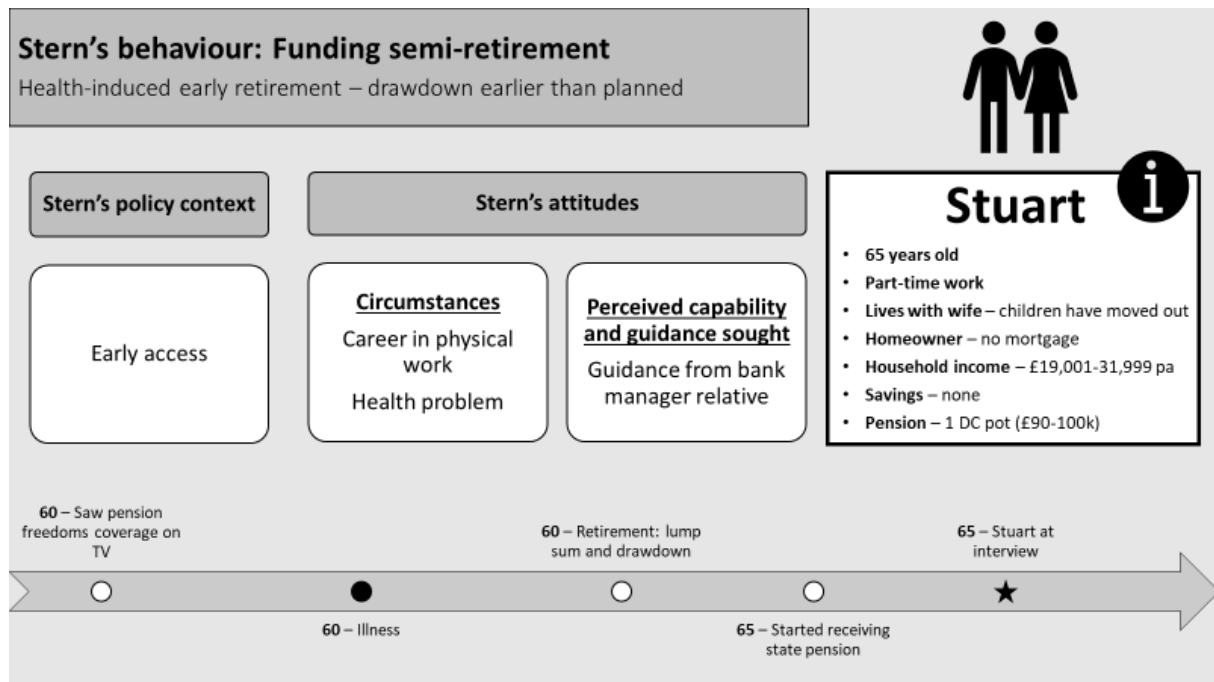 Stern’s behaviour: Funding semi-retirement
Health-induced early retirement – drawdown earlier than planned
Stern’s policy context
Early access
Stern’s attitudes
Circumstances
Career in physical
work
Health problem
Perceived capability
and guidance sought
Guidance from bank
manager relative
i
Stuart
• 65 years old
• Part-time work
• Lives with wife – children have moved out
• Homeowner – no mortgage
• Household income – £19,001-31,999 pa
• Savings – none
• Pension – 1 DC pot (£90-100k)
60 – Saw pension
freedoms coverage on
TV
60 – Illness
60 – Retirement: lump
sum and drawdown
65 – Started receiving
state pension
65 – Stuart at
interview